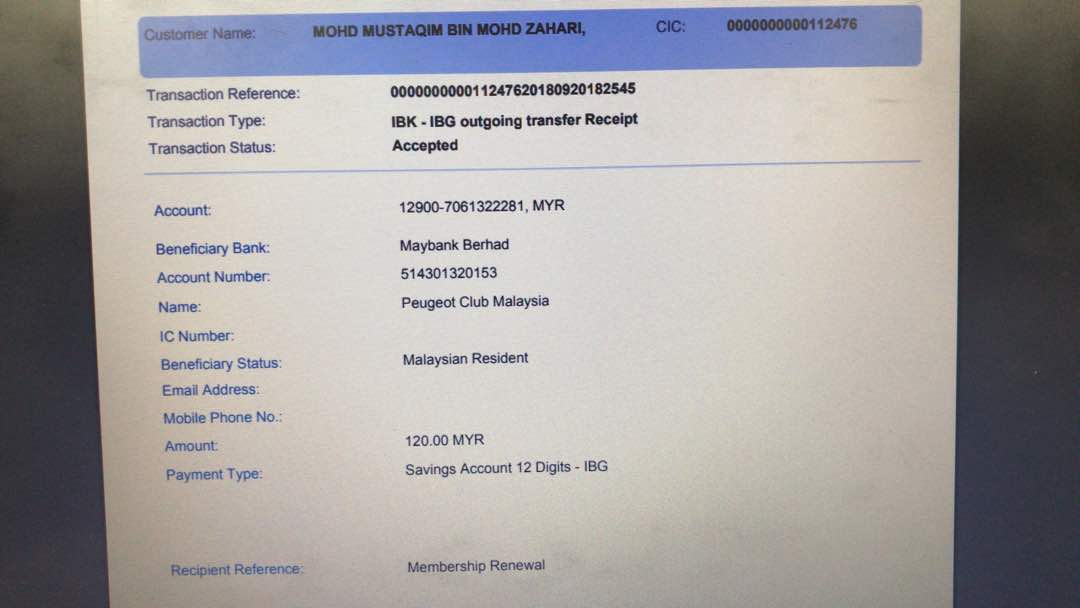 Customer Name: MOHD MUSTAQIM BIN MOHD ZAHARI, CIC: 0000000000112476
Transaction Reference: 000000000011247620180920182545
Transaction Type: IBK - IBG outgoing transfer Receipt
Transaction Status: Accepted
Account: 12900-7061322281, MYR
Beneficiary Bank: Maybank Berhad
Account Number: 514301320153
Name: Peugeot Club Malaysia
IC Number:
Beneficiary Status: Malaysian Resident
Email Address:
Mobile Phone No.:
Amount: 120.00 MYR
Payment Type: Savings Account 12 Digits - IBG
Recipient Reference: Membership Renewal